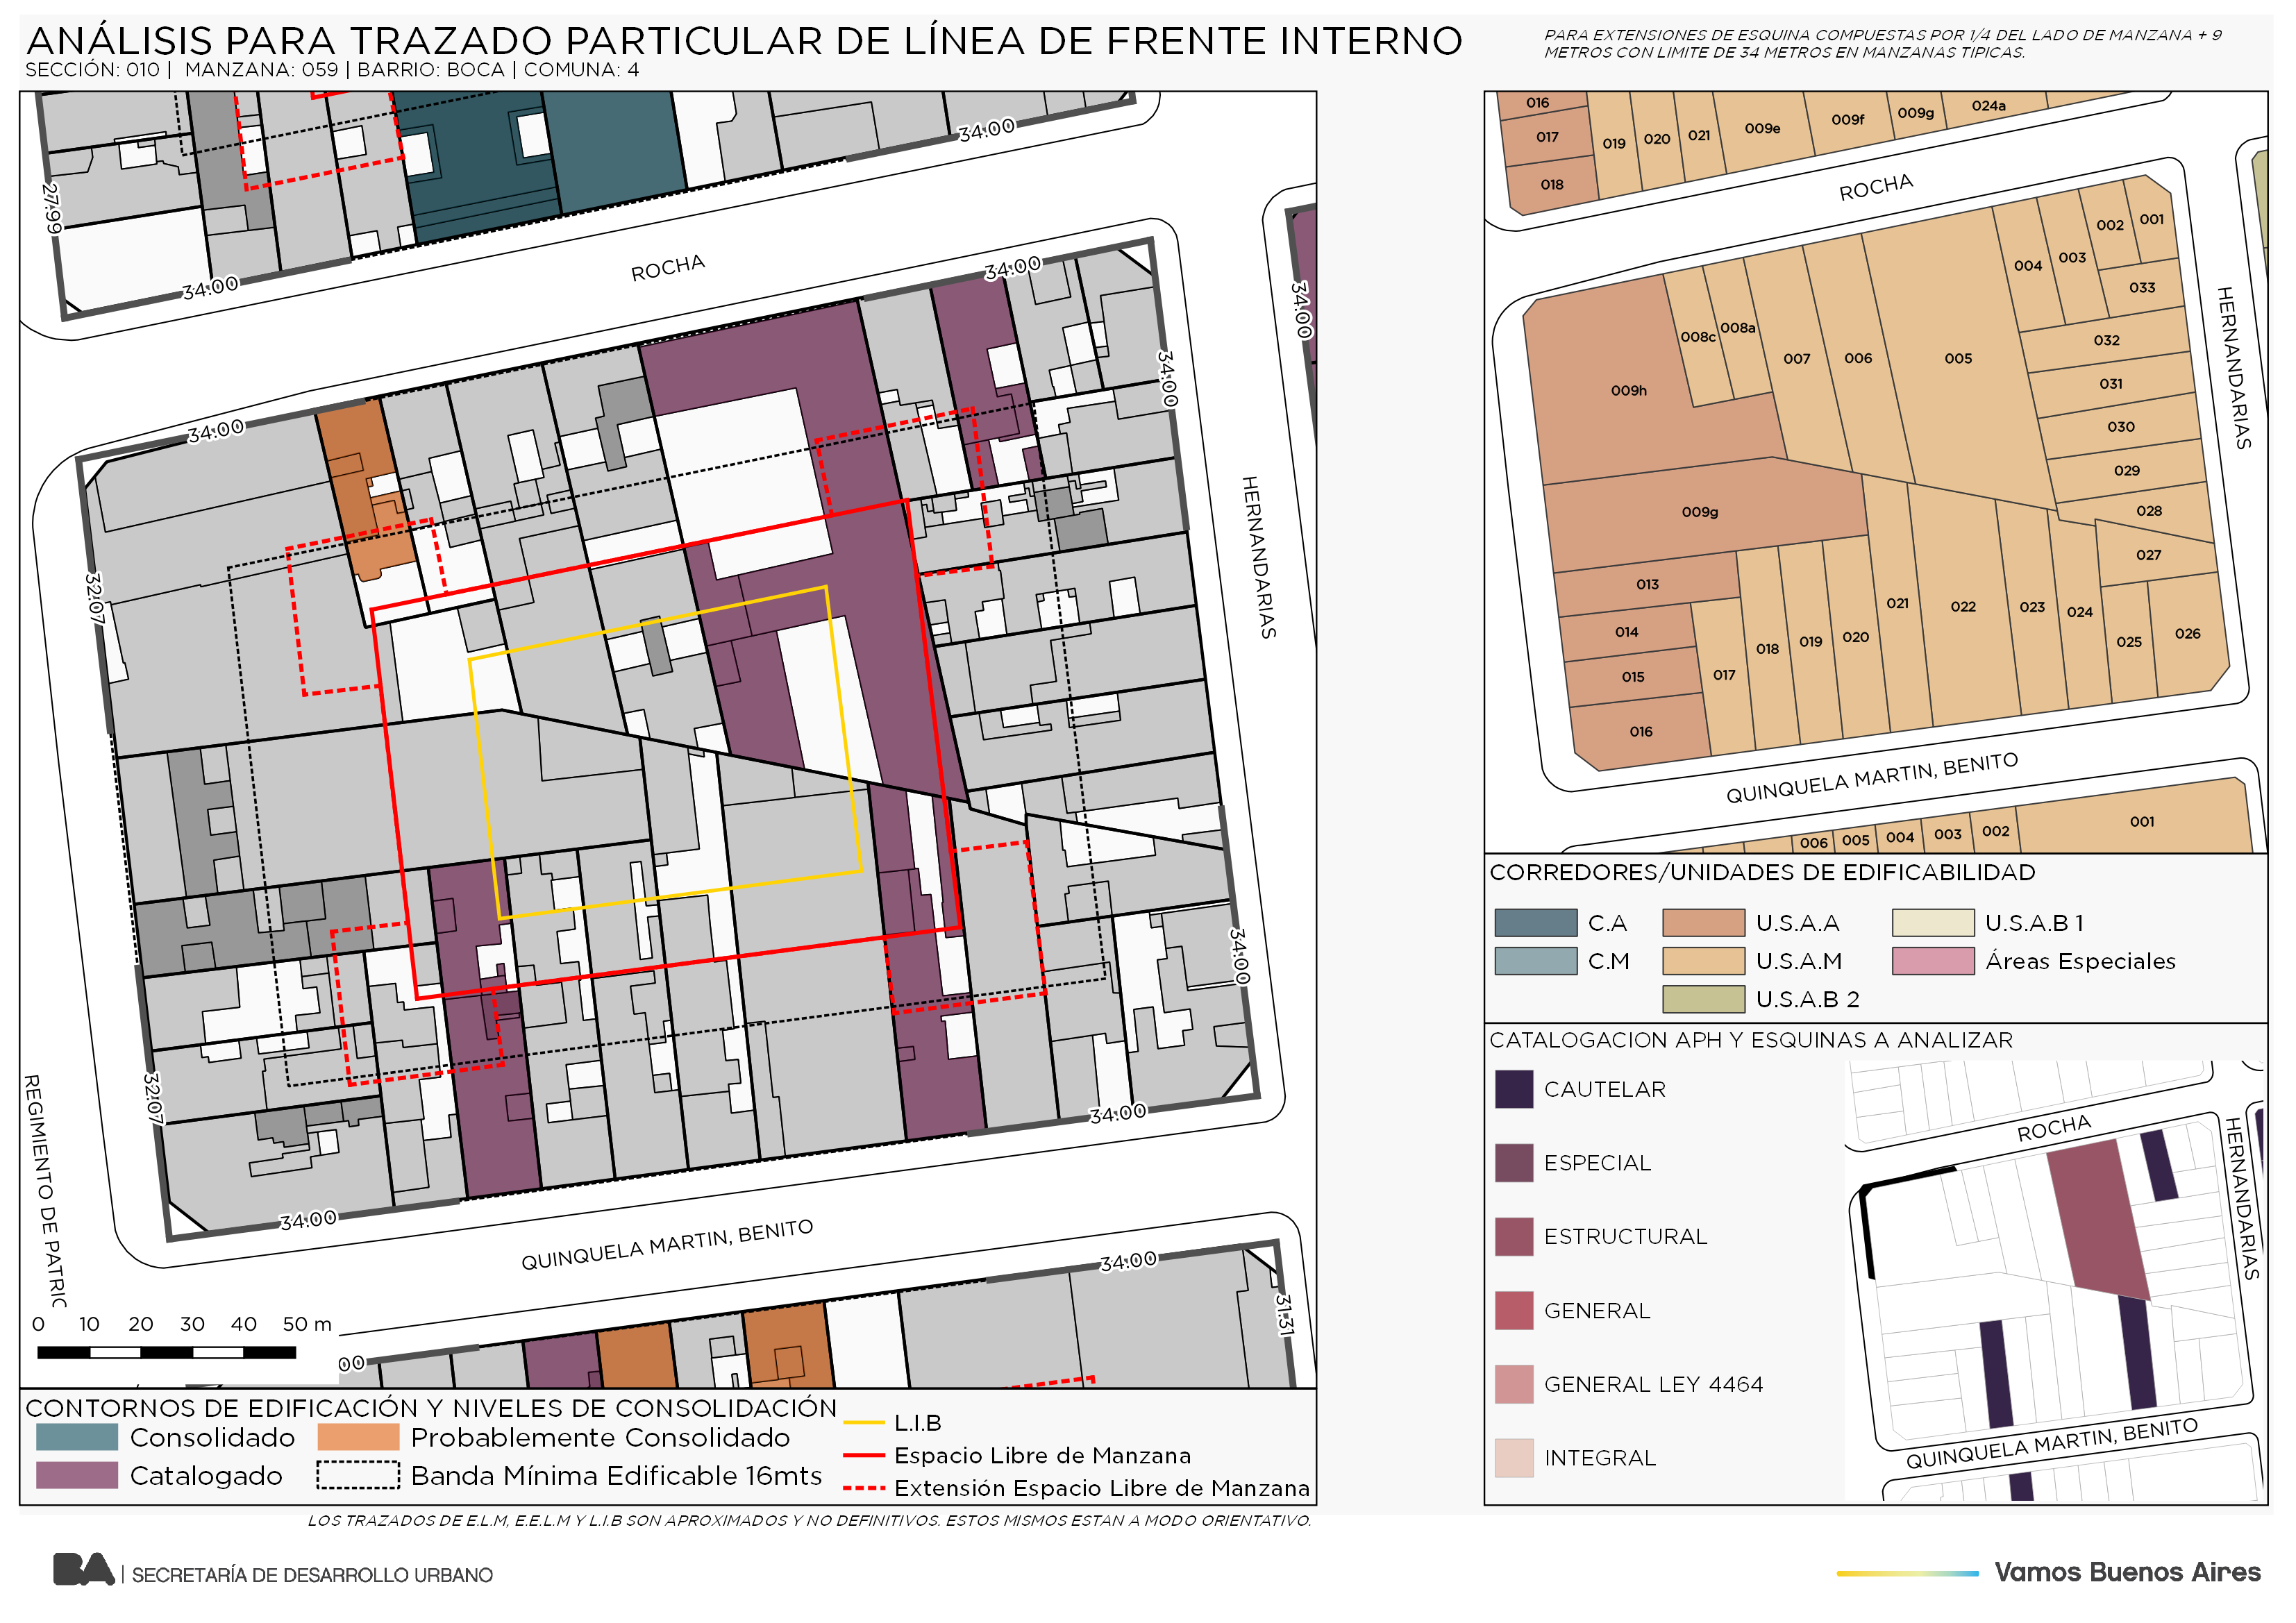 ANÁLISIS PARA TRAZADO PARTICULAR DE LÍNEA DE FRENTE INTERNO
SECCIÓN: 010 | MANZANA: 059 | BARRIO: BOCA | COMUNA: 4
PARA EXTENSIONES DE ESQUINA COMPUESTAS POR 1/4 DEL LADO DE MANZANA + 9
METROS CON LIMITE DE 34 METROS EN MANZANAS TIPICAS.
27.99
34.00
34.00
ROCHA
34.00
34.00
34.00
34.00
32.07
HERNANDARIAS
32.07
34.00
34.00
34.00
REGIMIENTO DE PATRIC
QUINQUELA MARTIN, BENITO
34.00
31.31
00
0 10 20 30 40 50 m
CONTORNOS DE EDIFICACIÓN Y NIVELES DE CONSOLIDACIÓN
Consolidado
Probablemente Consolidado
Catalogado
Banda Mínima Edificable 16mts
L.I.B
Espacio Libre de Manzana
Extensión Espacio Libre de Manzana
LOS TRAZADOS DE E.L.M, E.E.L.M Y L.I.B SON APROXIMADOS Y NO DEFINITIVOS. ESTOS MISMOS ESTAN A MODO ORIENTATIVO.
016
017
018
019
020
021
009e
009f
009g
024a
ROCHA
HERNANDARIAS
001
002
003
004
033
032
031
030
029
028
027
005
006
007
008a
008c
009h
009g
013
014
015
016
017
018
019
020
021
022
023
024
025
026
QUINQUELA MARTIN, BENITO
006
005
004
003
002
001
CORREDORES/UNIDADES DE EDIFICABILIDAD
C.A
U.S.A.A
U.S.A.B 1
C.M
U.S.A.M
Áreas Especiales
U.S.A.B 2
CATALOGACION APH Y ESQUINAS A ANALIZAR
CAUTELAR
ESPECIAL
ESTRUCTURAL
GENERAL
GENERAL LEY 4464
INTEGRAL
ROCHA
HERNANDARIAS
QUINQUELA MARTIN, BENITO
BA | SECRETARÍA DE DESARROLLO URBANO
Vamos Buenos Aires